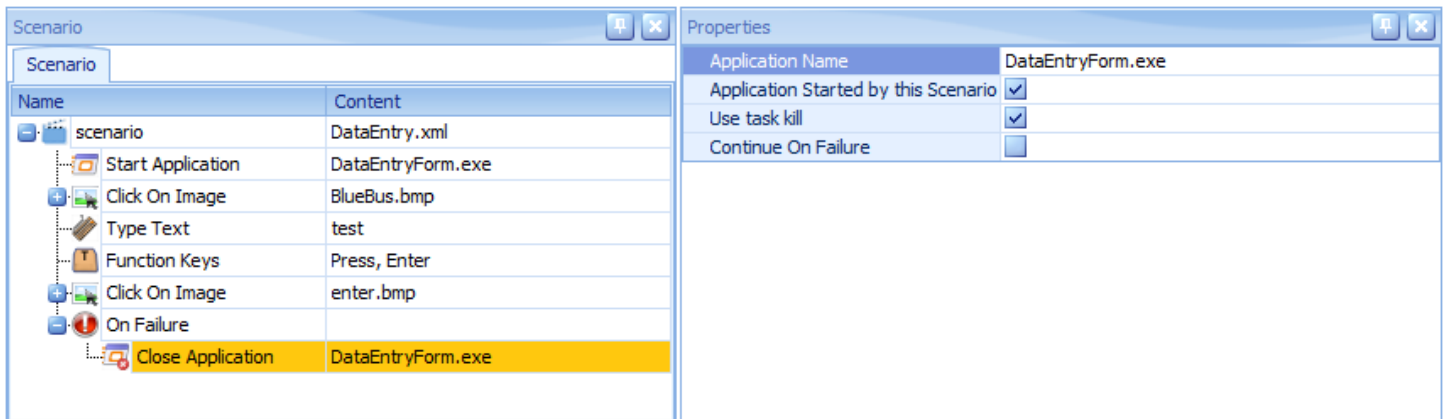 Scenario
Scenario
Name Content
scenario DataEntry.xml
Start Application DataEntryForm.exe
Click On Image BlueBus.bmp
Type Text test
Function Keys Press, Enter
Click On Image enter.bmp
On Failure
Close Application DataEntryForm.exe
Properties
Application Name DataEntryForm.exe
Application Started by this Scenario
Use task kill
Continue On Failure